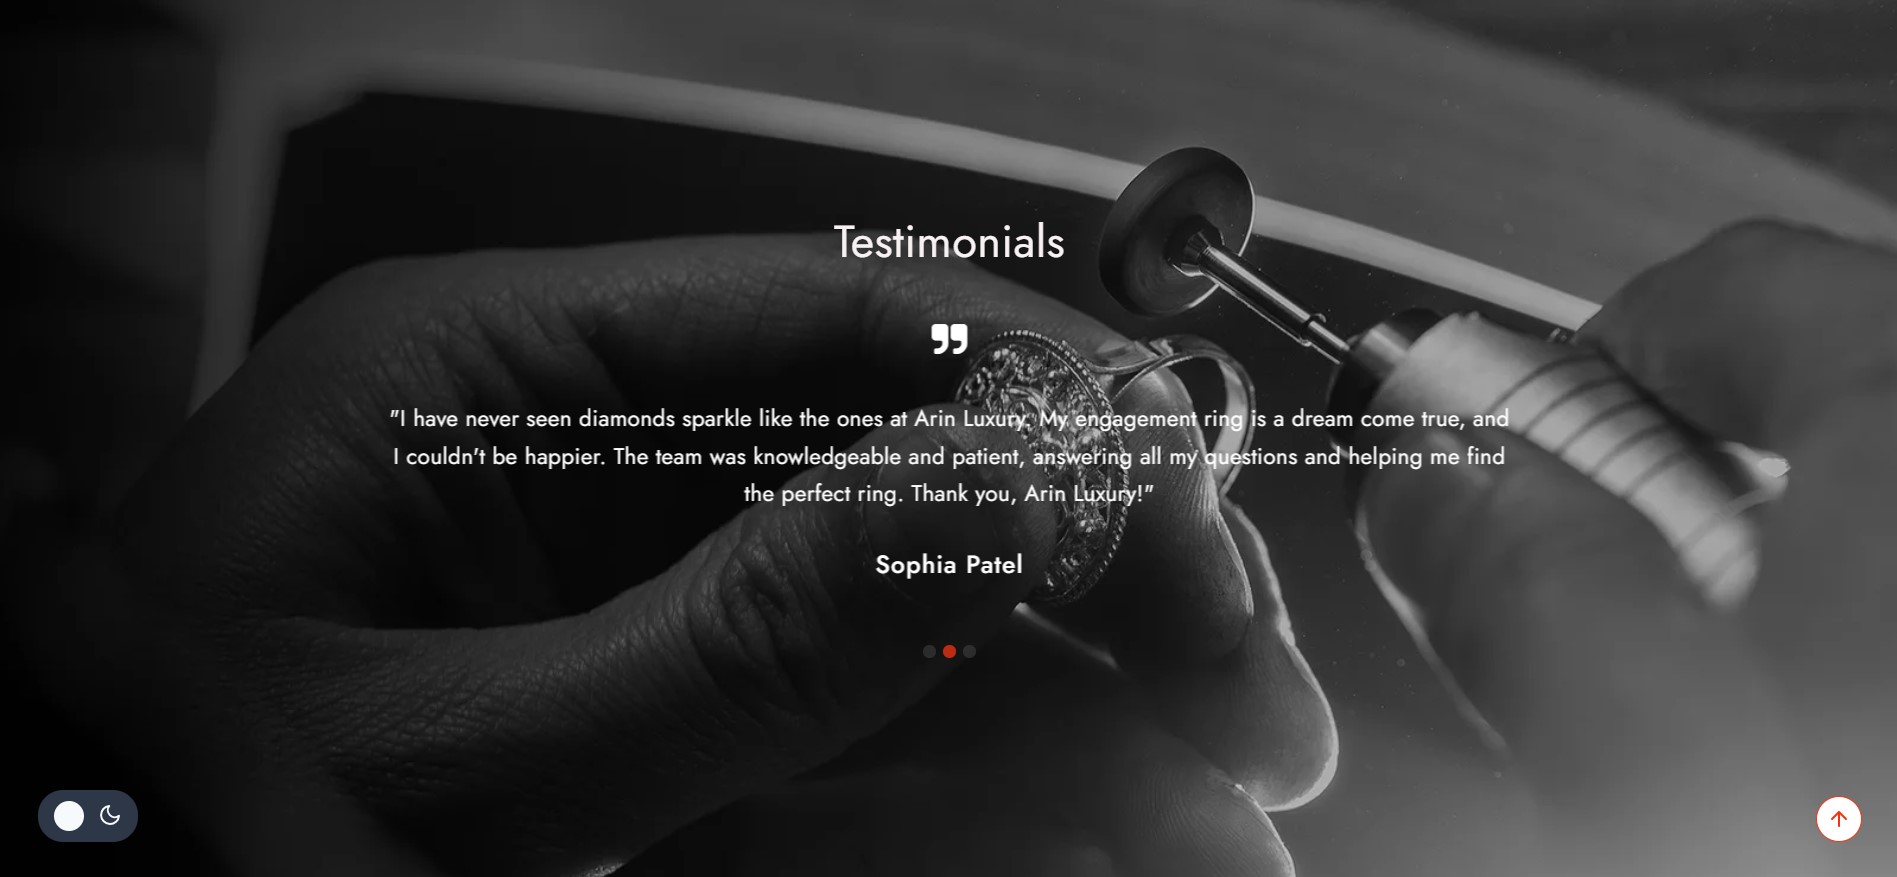 Testimonials
"I have never seen diamonds sparkle like the ones at Arin Luxury. My engagement ring is a dream come true, and
I couldn't be happier. The team was knowledgeable and patient, answering all my questions and helping me find
the perfect ring. Thank you, Arin Luxury!"
Sophia Patel